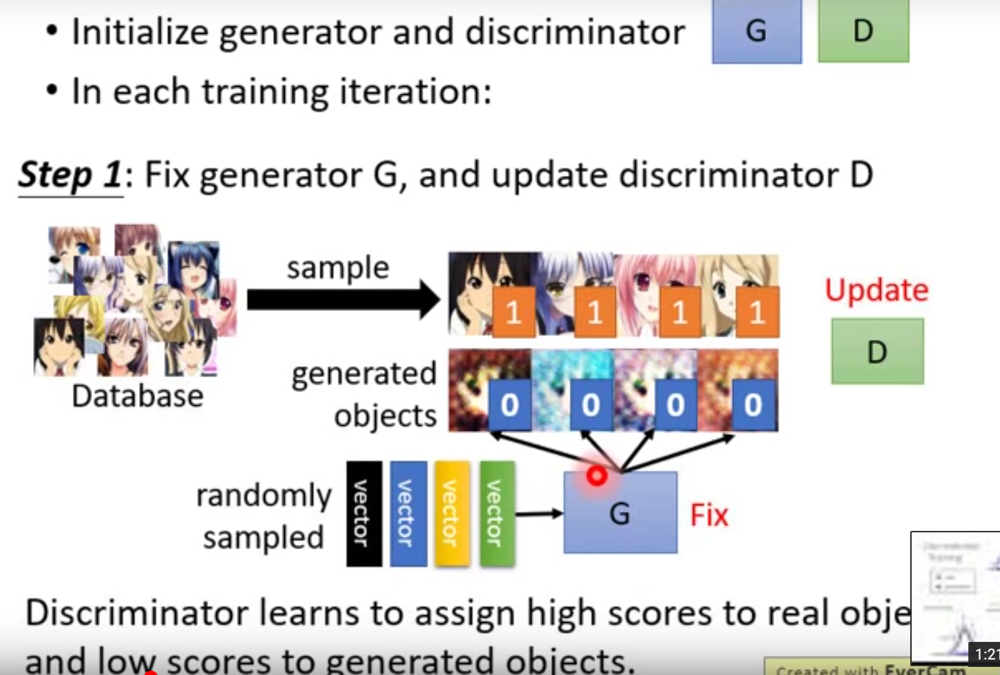 • Initialize generator and discriminator
G
D
• In each training iteration:
Step 1: Fix generator G, and update discriminator D
sample
1
1
1
1
Update
D
Database
generated
objects
0
0
0
0
randomly
sampled
vector
vector
vector
vector
G
Fix
Discriminator learns to assign high scores to real obje
and low scores to generated objects.
Created with EverCam
1:21